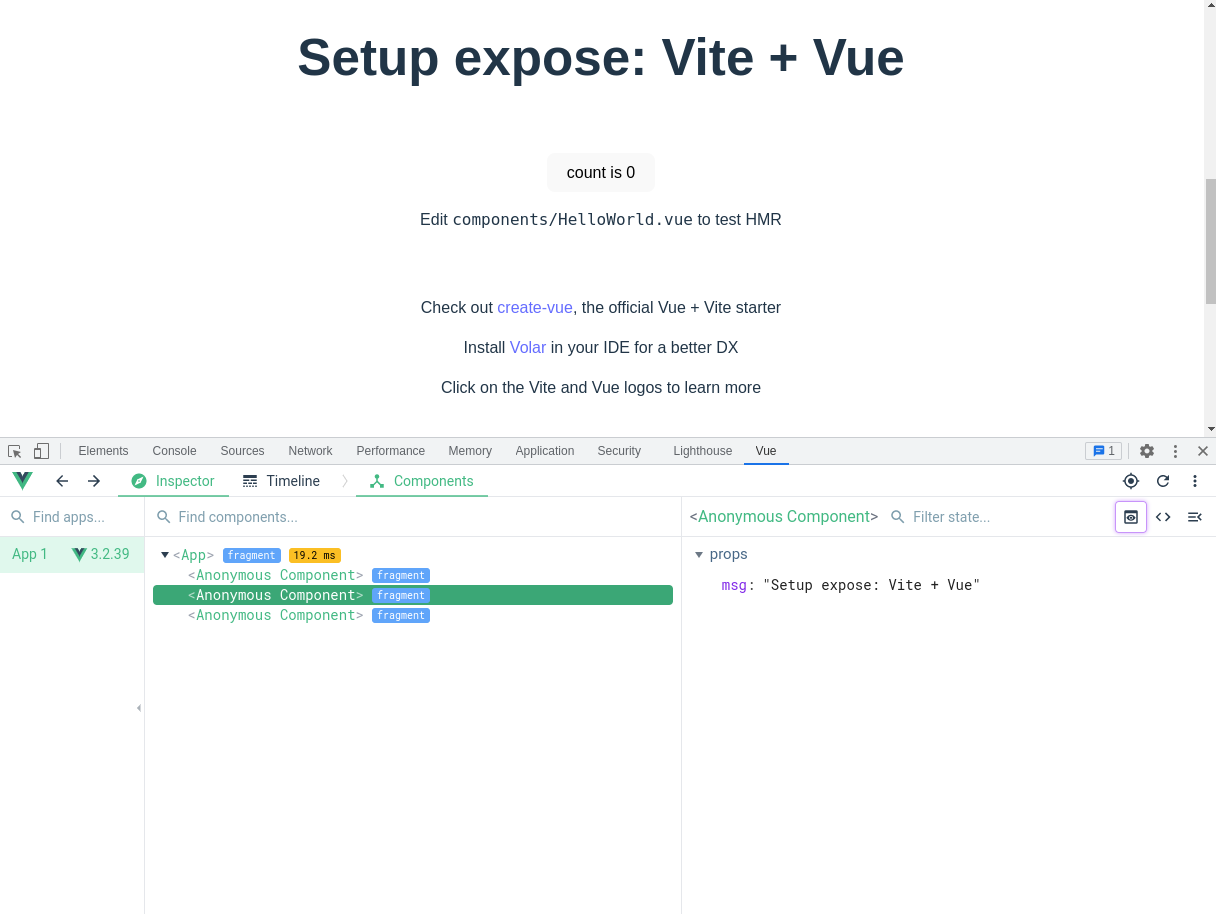 Setup expose: Vite + Vue
count is 0
Edit components/HelloWorld.vue to test HMR
Check out create-vue, the official Vue + Vite starter
Install Volar in your IDE for a better DX
Click on the Vite and Vue logos to learn more
Elements Console Sources Network Performance Memory Application Security Lighthouse Vue 1
Inspector Timeline Components
Find apps... Find components... <Anonymous Component> Filter state...
App 1 3.2.39 <App> fragment 19.2 ms props
<Anonymous Component> fragment
msg: "Setup expose: Vite + Vue"
<Anonymous Component> fragment
<Anonymous Component> fragment